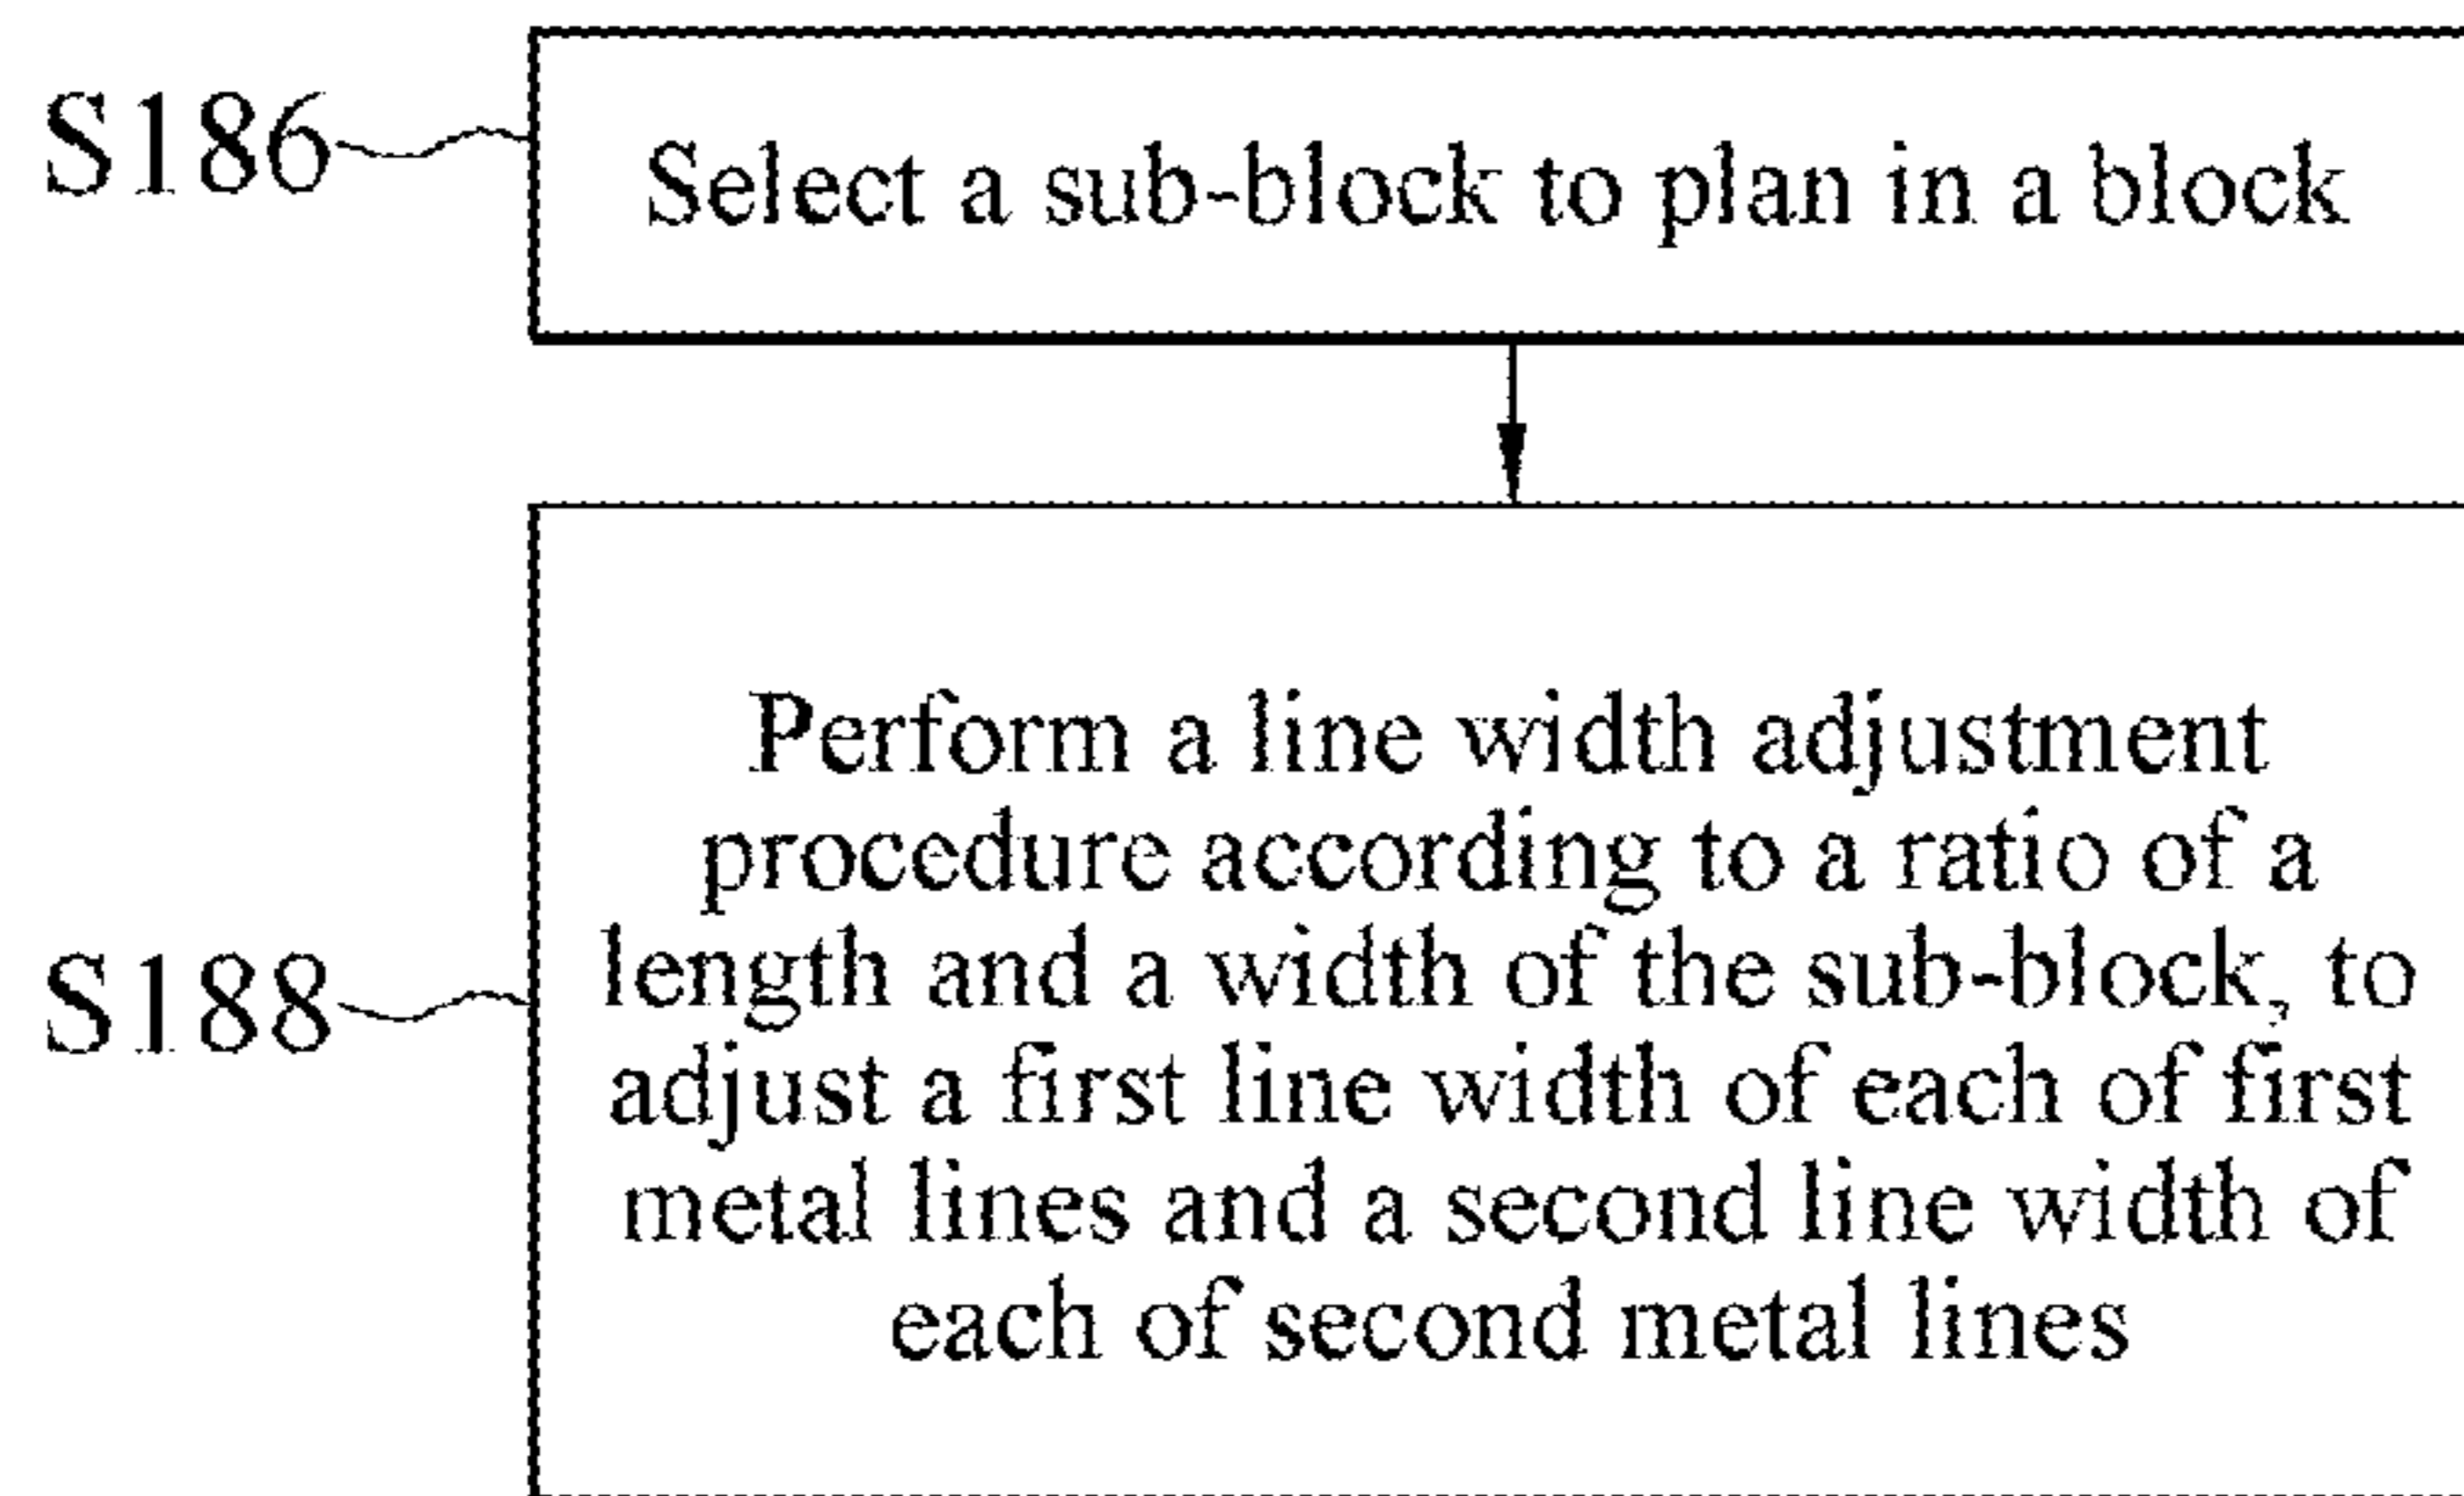 S186
Select a sub-block to plan in a block
Perform a line width adjustment
procedure according to a ratio of a
length and a width of the sub-block, to
S188
adjust a first line width of each of first
metal lines and a second line width of
each of second metal lines